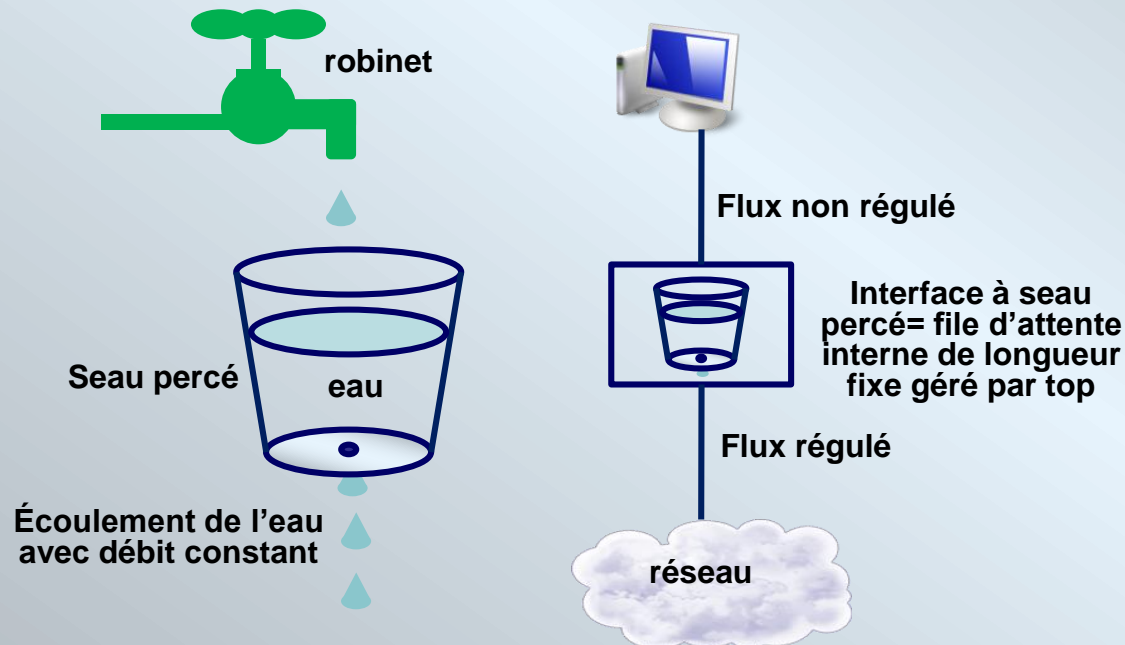 robinet
Seau percé
eau
Écoulement de l’eau
avec débit constant
Flux non régulé
Interface à seau
percé= file d’attente
interne de longueur
fixe géré par top
Flux régulé
réseau